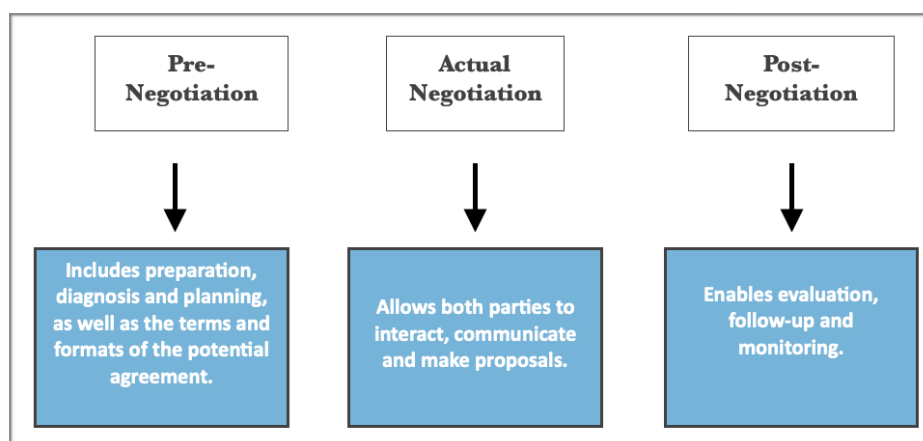 Pre-
Negotiation
Actual
Negotiation
Post-
Negotiation
Includes preparation,
diagnosis and planning,
as well as the terms and
formats of the potential
agreement.
Allows both parties to
interact, communicate
and make proposals.
Enables evaluation,
follow-up and
monitoring.